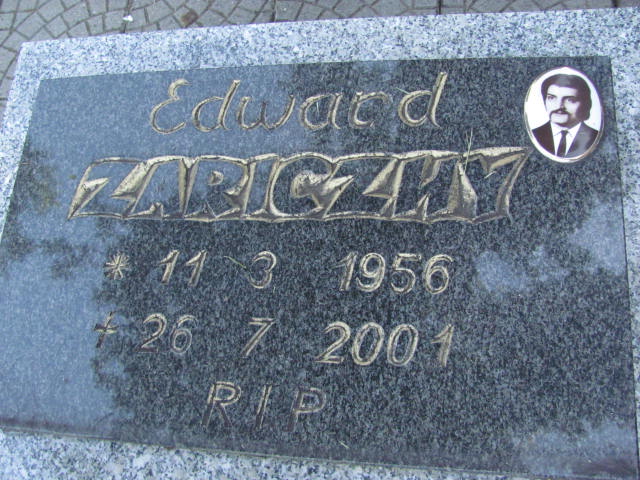 Edward
ZARICZNY
* 11 3 1956
† 26 7 2001
RIP